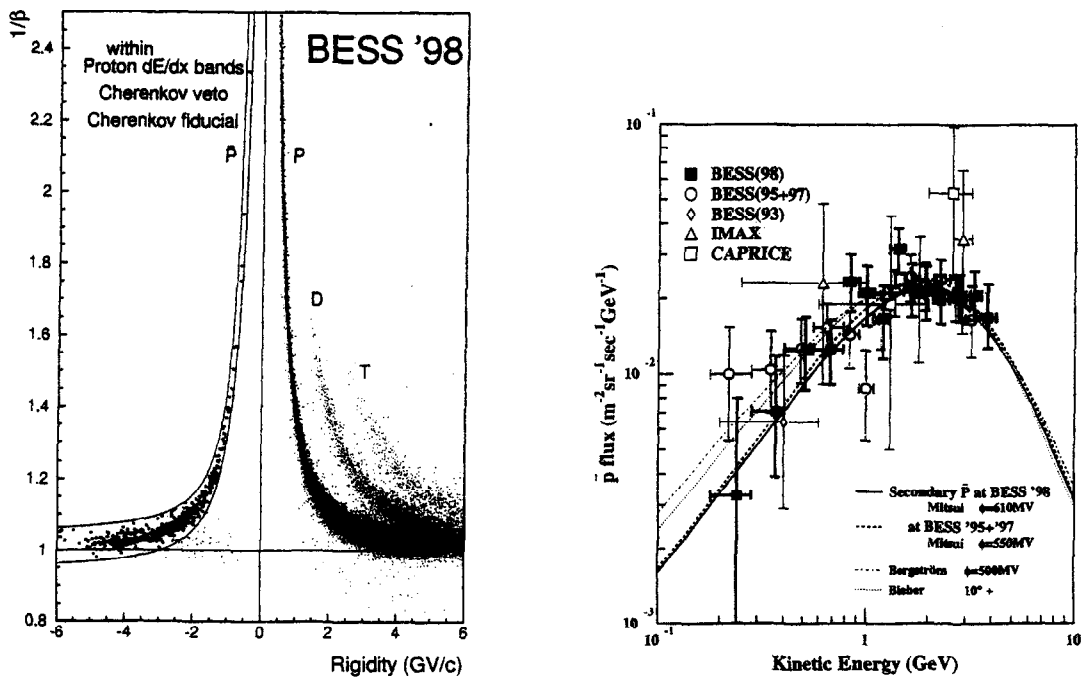 1/β
BESS '98
within
Proton dE/dx bands
Cherenkov veto
Cherenkov fiducial
P̄
P
D
T
2.4
2.2
2
1.8
1.6
1.4
1.2
1
0.8
-6
-4
-2
0
2
4
6
Rigidity (GV/c)
p̄ flux (m⁻²sr⁻¹sec⁻¹GeV⁻¹)
10⁻¹
10⁻²
10⁻³
BESS(98)
BESS(95+97)
BESS(93)
IMAX
CAPRICE
Secondary P̄ at BESS '98
Mitsui ϕ=610MV
at BESS '95+'97
Mitsui ϕ=550MV
Bergström ϕ=500MV
Bieber 10° +
10⁻¹
1
10
Kinetic Energy (GeV)